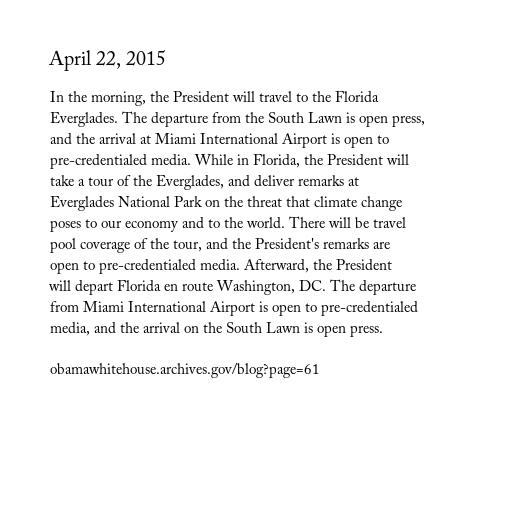 April 22, 2015
In the morning, the President will travel to the Florida
Everglades. The departure from the South Lawn is open press,
and the arrival at Miami International Airport is open to
pre-credentialed media. While in Florida, the President will
take a tour of the Everglades, and deliver remarks at
Everglades National Park on the threat that climate change
poses to our economy and to the world. There will be travel
pool coverage of the tour, and the President's remarks are
open to pre-credentialed media. Afterward, the President
will depart Florida en route Washington, DC. The departure
from Miami International Airport is open to pre-credentialed
media, and the arrival on the South Lawn is open press.
obamawhitehouse.archives.gov/blog?page=61